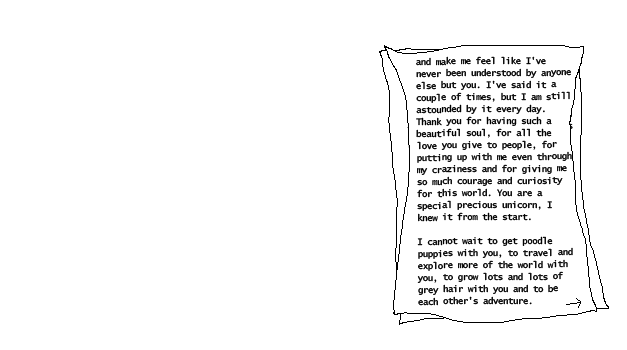 and make me feel like I've
never been understood by anyone
else but you. I've said it a
couple of times, but I am still
astounded by it every day.
Thank you for having such a
beautiful soul, for all the
love you give to people, for
putting up with me even through
my craziness and for giving me
so much courage and curiosity
for this world. You are a
special precious unicorn, I
knew it from the start.

I cannot wait to get poodle
puppies with you, to travel and
explore more of the world with
you, to grow lots and lots of
grey hair with you and to be
each other's adventure.